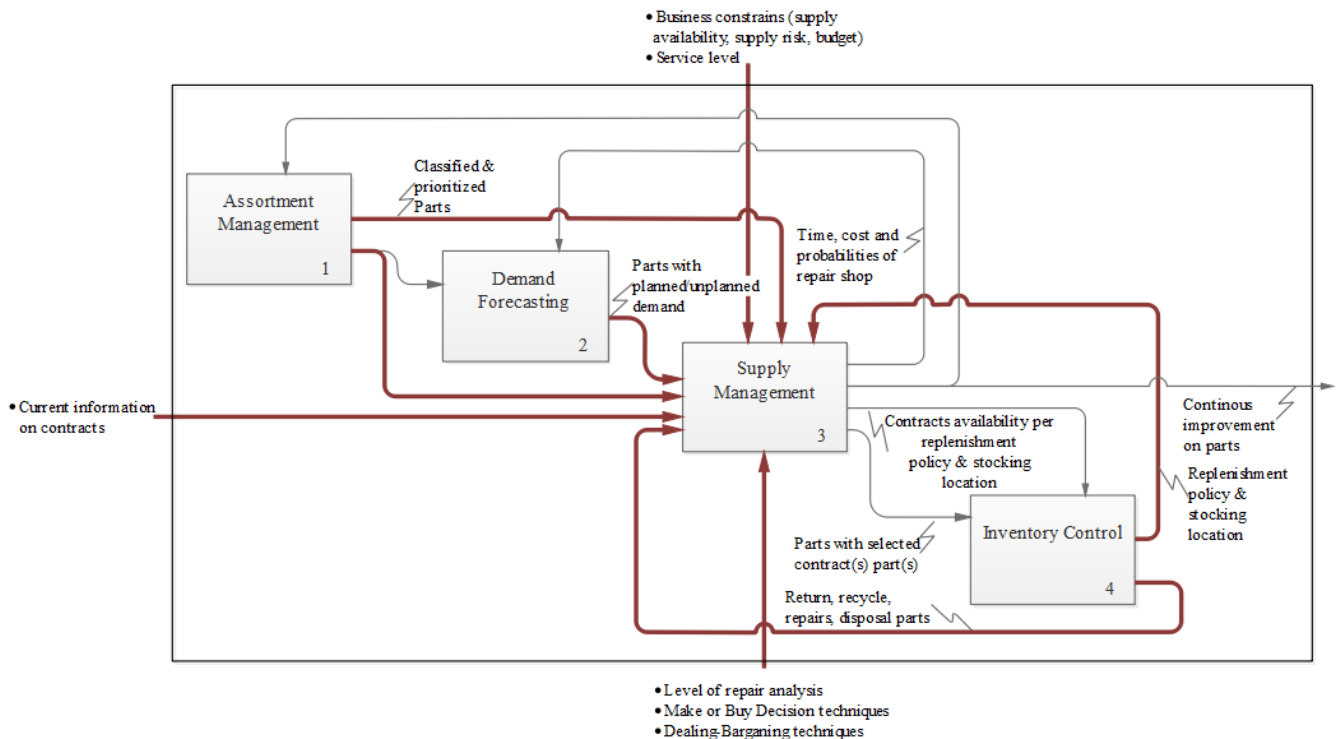 • Business constrains (supply
availability, supply risk, budget)
• Service level
Classified &
prioritized
Parts
Assortment
Management
1
Time, cost and
probabilities of
repair shop
Demand
Forecasting
2
Parts with
planned/unplanned
demand
Supply
Management
3
• Current information
on contracts
Contracts availability per
replenishment
policy & stocking
location
Continous
improvement
on parts
Replenishment
policy &
stocking
location
Inventory Control
4
Parts with selected
contract(s) part(s)
Return, recycle,
repairs, disposal parts
• Level of repair analysis
• Make or Buy Decision techniques
• Dealing-Barganing techniques